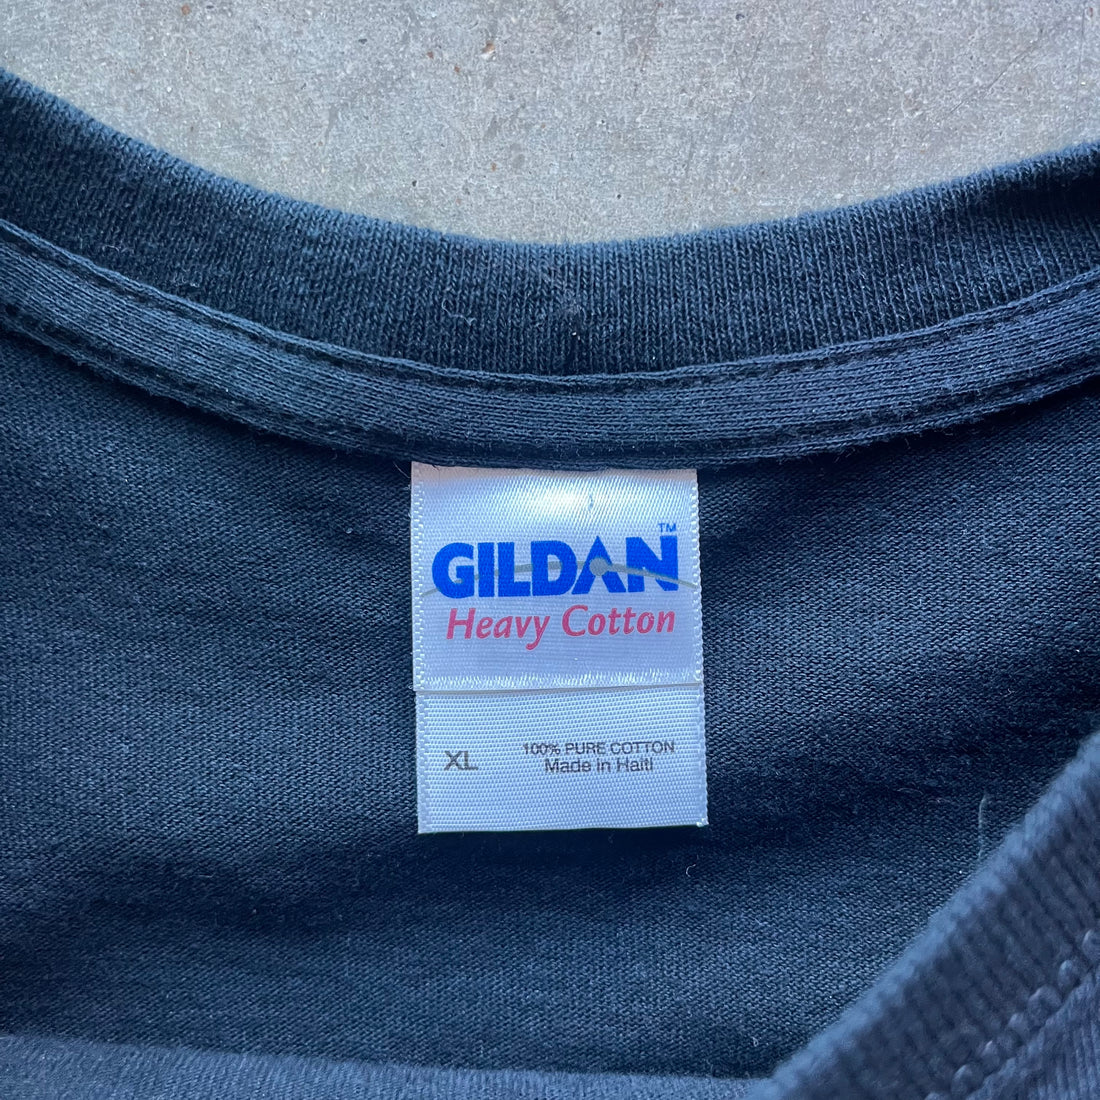 GILDAN™
Heavy Cotton
XL
100% PURE COTTON
Made in Haiti